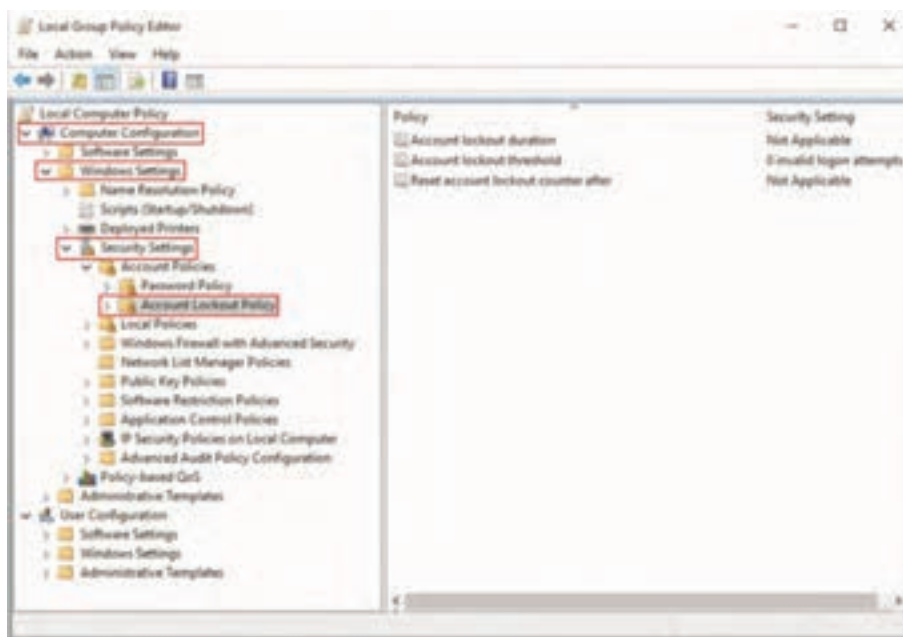 Local Group Policy Editor
File Action View Help
Local Computer Policy
Computer Configuration
Software Settings
Windows Settings
Name Resolution Policy
Scripts (Startup/Shutdown)
Deployed Printers
Security Settings
Account Policies
Password Policy
Account Lockout Policy
Local Policies
Windows Firewall with Advanced Security
Network List Manager Policies
Public Key Policies
Software Restriction Policies
Application Control Policies
IP Security Policies on Local Computer
Advanced Audit Policy Configuration
Policy-based QoS
Administrative Templates
User Configuration
Software Settings
Windows Settings
Administrative Templates
Policy Security Setting
Account lockout duration Not Applicable
Account lockout threshold 0 invalid logon attempts
Reset account lockout counter after Not Applicable